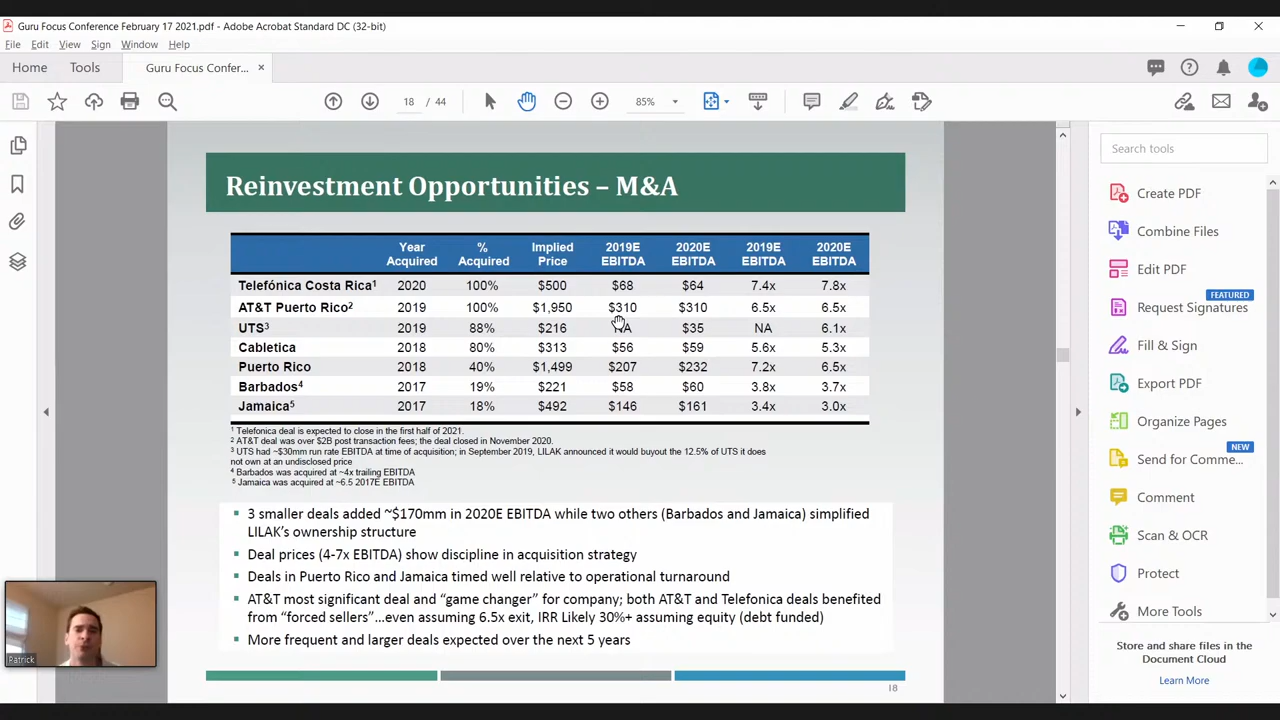 Guru Focus Conference February 17 2021.pdf - Adobe Acrobat Standard DC (32-bit)
File Edit View Sign Window Help
Home Tools Guru Focus Confer... ×
18 / 44 85%
Search tools
Reinvestment Opportunities – M&A
Year Acquired % Acquired Implied Price 2019E EBITDA 2020E EBITDA 2019E EBITDA 2020E EBITDA
Telefónica Costa Rica¹ 2020 100% $500 $68 $64 7.4x 7.8x
AT&T Puerto Rico² 2019 100% $1,950 $310 $310 6.5x 6.5x
UTS³ 2019 88% $216 NA $35 NA 6.1x
Cabletica 2018 80% $313 $56 $59 5.6x 5.3x
Puerto Rico 2018 40% $1,499 $207 $232 7.2x 6.5x
Barbados⁴ 2017 19% $221 $58 $60 3.8x 3.7x
Jamaica⁵ 2017 18% $492 $146 $161 3.4x 3.0x
¹ Telefonica deal is expected to close in the first half of 2021.
² AT&T deal was over $2B post transaction fees; the deal closed in November 2020.
³ UTS had ~$30mm run rate EBITDA at time of acquisition; in September 2019, LILAK announced it would buyout the 12.5% of UTS it does
not own at an undisclosed price
⁴ Barbados was acquired at ~4x trailing EBITDA
⁵ Jamaica was acquired at ~6.5 2017E EBITDA
▪ 3 smaller deals added ~$170mm in 2020E EBITDA while two others (Barbados and Jamaica) simplified
LILAK's ownership structure
▪ Deal prices (4-7x EBITDA) show discipline in acquisition strategy
▪ Deals in Puerto Rico and Jamaica timed well relative to operational turnaround
▪ AT&T most significant deal and “game changer” for company; both AT&T and Telefonica deals benefited
from “forced sellers”...even assuming 6.5x exit, IRR Likely 30%+ assuming equity (debt funded)
▪ More frequent and larger deals expected over the next 5 years
18
Create PDF
Combine Files
Edit PDF
FEATURED
Request Signatures
Fill & Sign
Export PDF
Organize Pages
NEW
Send for Comme...
Comment
Scan & OCR
Protect
More Tools
Store and share files in the
Document Cloud
Learn More
Patrick